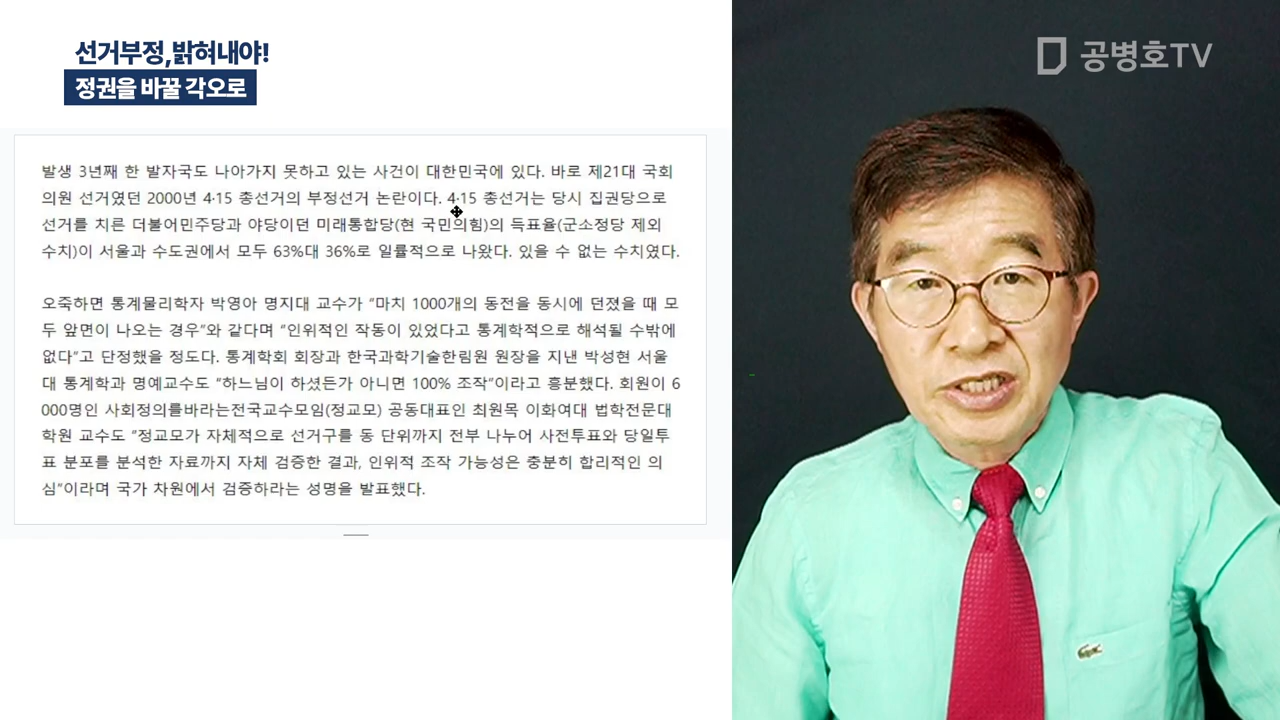 선거부정,밝혀내야!
정권을 바꿀 각오로
공병호TV
발생 3년째 한 발자국도 나아가지 못하고 있는 사건이 대한민국에 있다. 바로 제21대 국회
의원 선거였던 2000년 4·15 총선거의 부정선거 논란이다. 4·15 총선거는 당시 집권당으로
선거를 치른 더불어민주당과 야당이던 미래통합당(현 국민의힘)의 득표율(군소정당 제외
수치)이 서울과 수도권에서 모두 63%대 36%로 일률적으로 나왔다. 있을 수 없는 수치였다.
오죽하면 통계물리학자 박영아 명지대 교수가 “마치 1000개의 동전을 동시에 던졌을 때 모
두 앞면이 나오는 경우”와 같다며 “인위적인 작동이 있었다고 통계학적으로 해석될 수밖에
없다”고 단정했을 정도다. 통계학회 회장과 한국과학기술한림원 원장을 지낸 박성현 서울
대 통계학과 명예교수도 “하느님이 하셨든가 아니면 100% 조작”이라고 흥분했다. 회원이 6
000명인 사회정의를바라는전국교수모임(정교모) 공동대표인 최원목 이화여대 법학전문대
학원 교수도 “정교모가 자체적으로 선거구를 동 단위까지 전부 나누어 사전투표와 당일투
표 분포를 분석한 자료까지 자체 검증한 결과, 인위적 조작 가능성은 충분히 합리적인 의
심”이라며 국가 차원에서 검증하라는 성명을 발표했다.